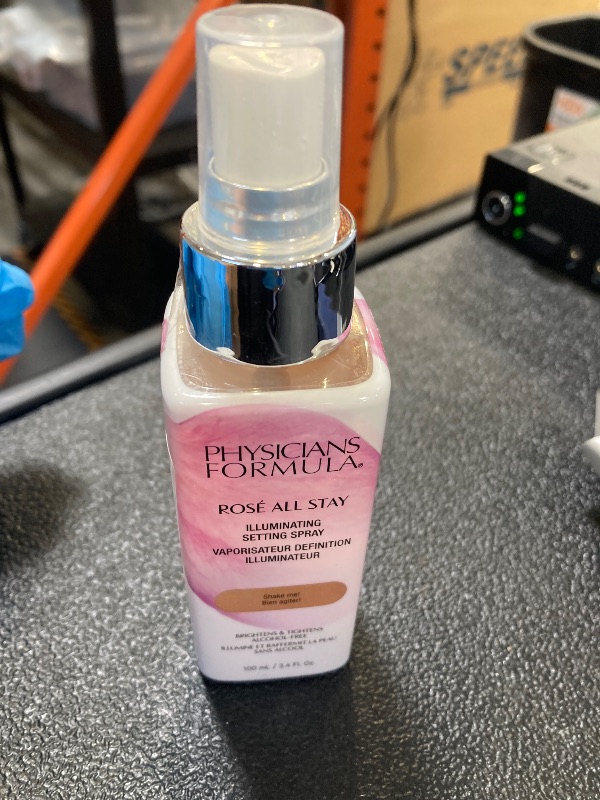 PHYSICIANS
FORMULA®
ROSÉ ALL STAY
ILLUMINATING
SETTING SPRAY
VAPORISATEUR DEFINITION
ILLUMINATEUR
Shake me!
Bien agiter!
BRIGHTENS & TIGHTENS
ALCOHOL FREE
ILLUMINE ET RAFFERMIT LA PEAU
SANS ALCOOL
100 mL / 3.4 Fl. Oz.